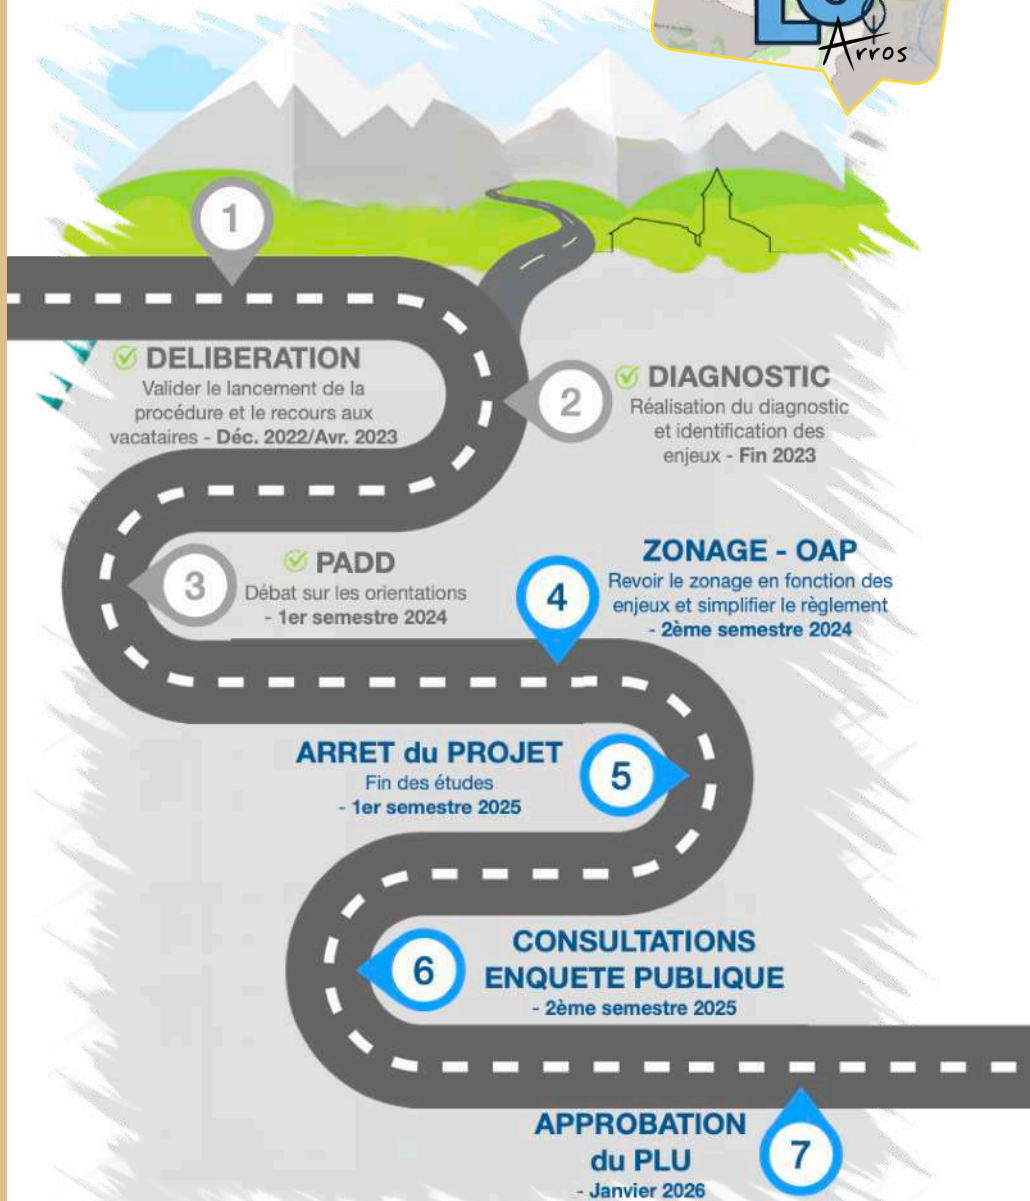 Arros
1
DELIBERATION
Valider le lancement de la
procédure et le recours aux
vacataires - Déc. 2022/Avr. 2023
2
DIAGNOSTIC
Réalisation du diagnostic
et identification des
enjeux - Fin 2023
3
PADD
Débat sur les orientations
- 1er semestre 2024
4
ZONAGE - OAP
Revoir le zonage en fonction des
enjeux et simplifier le règlement
- 2ème semestre 2024
ARRET du PROJET
Fin des études
- 1er semestre 2025
5
6
CONSULTATIONS
ENQUETE PUBLIQUE
- 2ème semestre 2025
APPROBATION
du PLU
- Janvier 2026
7